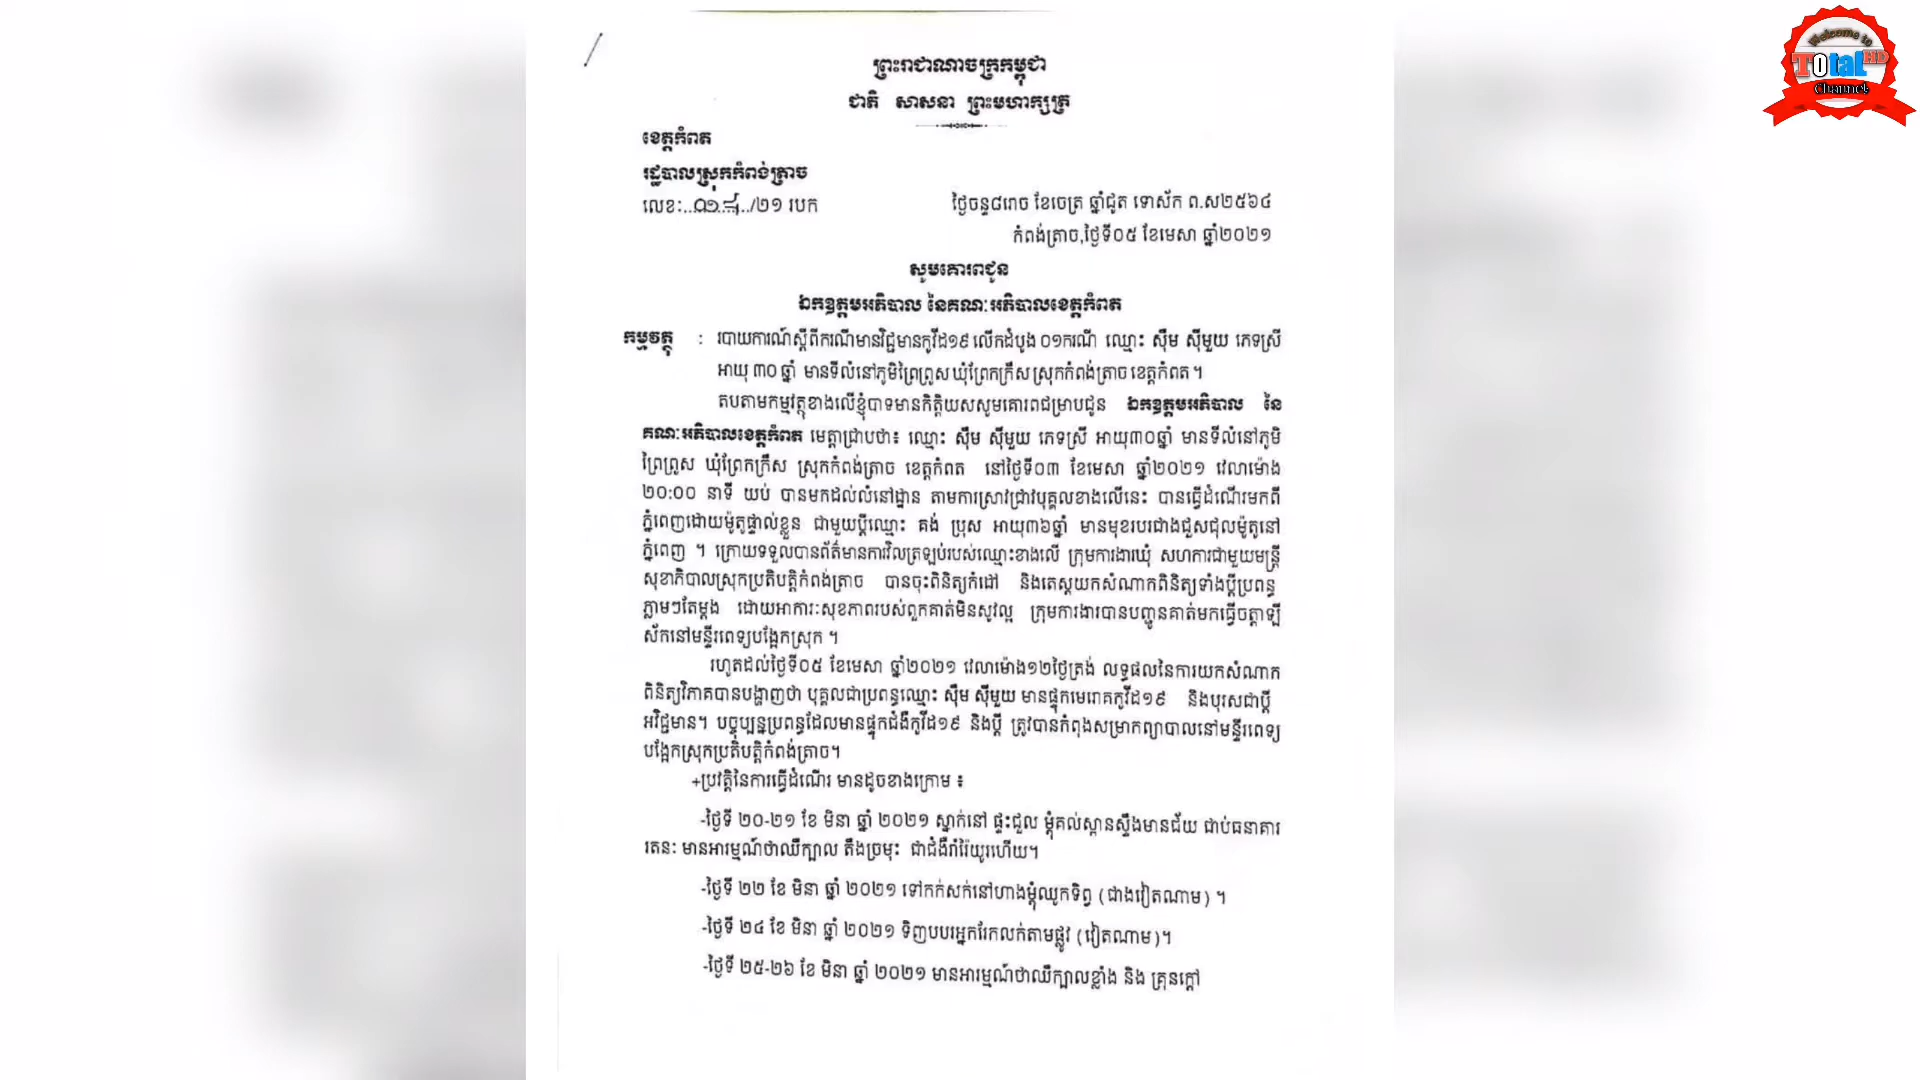 Welcome to
Total HD
Channel
ព្រះរាជាណាចក្រកម្ពុជា
ជាតិ សាសនា ព្រះមហាក្សត្រ
ខេត្តកំពត
រដ្ឋបាលស្រុកកំពង់ត្រាច
លេខៈ.../២១ របក
ថ្ងៃចន្ទ៨រោច ខែចេត្រ ឆ្នាំជូត ទោស័ក ព.ស២៥៦៤
កំពង់ត្រាច,ថ្ងៃទី០៥ ខែមេសា ឆ្នាំ២០២១
សូមគោរពជូន
ឯកឧត្តមអភិបាល នៃគណៈអភិបាលខេត្តកំពត
កម្មវត្ថុ : របាយការណ៍ស្តីពីករណីមានវិជ្ជមានកូវីដ១៩ លើកដំបូង ០១ករណី ឈ្មោះ ស៊ឹម ស៊ីមួយ ភេទស្រី
អាយុ ៣០ ឆ្នាំ មានទីលំនៅភូមិព្រៃព្រួស ឃុំព្រែកក្រឹស ស្រុកកំពង់ត្រាច ខេត្តកំពត ។
តបតាមកម្មវត្ថុខាងលើខ្ញុំបាទមានកិត្តិយសសូមគោរពជម្រាបជូន ឯកឧត្តមអភិបាល នៃ
គណៈអភិបាលខេត្តកំពត មេត្តាជ្រាបថា៖ ឈ្មោះ ស៊ឹម ស៊ីមួយ ភេទស្រី អាយុ៣០ឆ្នាំ មានទីលំនៅភូមិ
ព្រៃព្រួស ឃុំព្រែកក្រឹស ស្រុកកំពង់ត្រាច ខេត្តកំពត នៅថ្ងៃទី០៣ ខែមេសា ឆ្នាំ២០២១ វេលាម៉ោង
២០:០០ នាទី យប់ បានមកដល់លំនៅដ្ឋាន តាមការស្រាវជ្រាវបុគ្គលខាងលើនេះ បានធ្វើដំណើរមកពី
ភ្នំពេញដោយម៉ូតូផ្ទាល់ខ្លួន ជាមួយប្តីឈ្មោះ គង់ ប្រុស អាយុ៣៦ឆ្នាំ មានមុខរបរជាងជួសជុលម៉ូតូនៅ
ភ្នំពេញ ។ ក្រោយទទួលបានព័ត៌មានការវិលត្រឡប់របស់ឈ្មោះខាងលើ ក្រុមការងារឃុំ សហការជាមួយមន្ត្រី
សុខាភិបាលស្រុកប្រតិបត្តិកំពង់ត្រាច បានចុះពិនិត្យកំដៅ និងតេស្តយកសំណាកពិនិត្យទាំងប្តីប្រពន្ធ
ភ្លាមៗតែម្តង ដោយអាការៈសុខភាពរបស់ពួកគាត់មិនសូវល្អ ក្រុមការងារបានបញ្ជូនគាត់មកធ្វើចត្តាឡី
ស័កនៅមន្ទីរពេទ្យបង្អែកស្រុក ។
រហូតដល់ថ្ងៃទី០៥ ខែមេសា ឆ្នាំ២០២១ វេលាម៉ោង១២ថ្ងៃត្រង់ លទ្ធផលនៃការយកសំណាក
ពិនិត្យវិភាគបានបង្ហាញថា បុគ្គលជាប្រពន្ធឈ្មោះ ស៊ឹម ស៊ីមួយ មានផ្ទុកមេរោគកូវីដ១៩ និងបុរសជាប្តី
អវិជ្ជមាន។ បច្ចុប្បន្នប្រពន្ធដែលមានផ្ទុកជំងឺកូវីដ១៩ និងប្តី ត្រូវបានកំពុងសម្រាកព្យាបាលនៅមន្ទីរពេទ្យ
បង្អែកស្រុកប្រតិបត្តិកំពង់ត្រាច។
+ប្រវត្តិនៃការធ្វើដំណើរ មានដូចខាងក្រោម ៖
-ថ្ងៃទី ២០-២១ ខែ មិនា ឆ្នាំ ២០២១ ស្នាក់នៅ ផ្ទះជួល ម្តុំគល់ស្ពានស្ទឹងមានជ័យ ជាប់ធនាគារ
រតនៈ មានអារម្មណ៍ថាឈឺក្បាល តឹងច្រមុះ ជាជំងឺរ៉ាំរ៉ៃយូរហើយ។
-ថ្ងៃទី ២២ ខែ មិនា ឆ្នាំ ២០២១ ទៅកក់សក់នៅហាងម្តុំឈូកទិព្វ (ជាងវៀតណាម) ។
-ថ្ងៃទី ២៤ ខែ មិនា ឆ្នាំ ២០២១ ទិញបបរអ្នករែកលក់តាមផ្លូវ (វៀតណាម)។
-ថ្ងៃទី ២៥-២៦ ខែ មិនា ឆ្នាំ ២០២១ មានអារម្មណ៍ថាឈឺក្បាលខ្លាំង និង គ្រុនក្តៅ